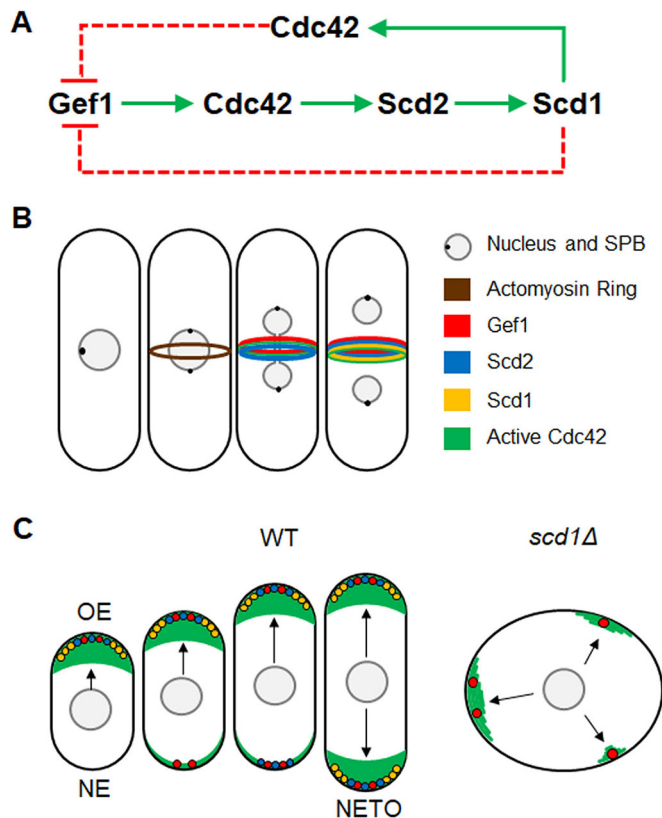 A
Cdc42
Gef1 Cdc42 Scd2 Scd1
B
Nucleus and SPB
Actomyosin Ring
Gef1
Scd2
Scd1
Active Cdc42
C
WT scd1Δ
OE
NE
NETO